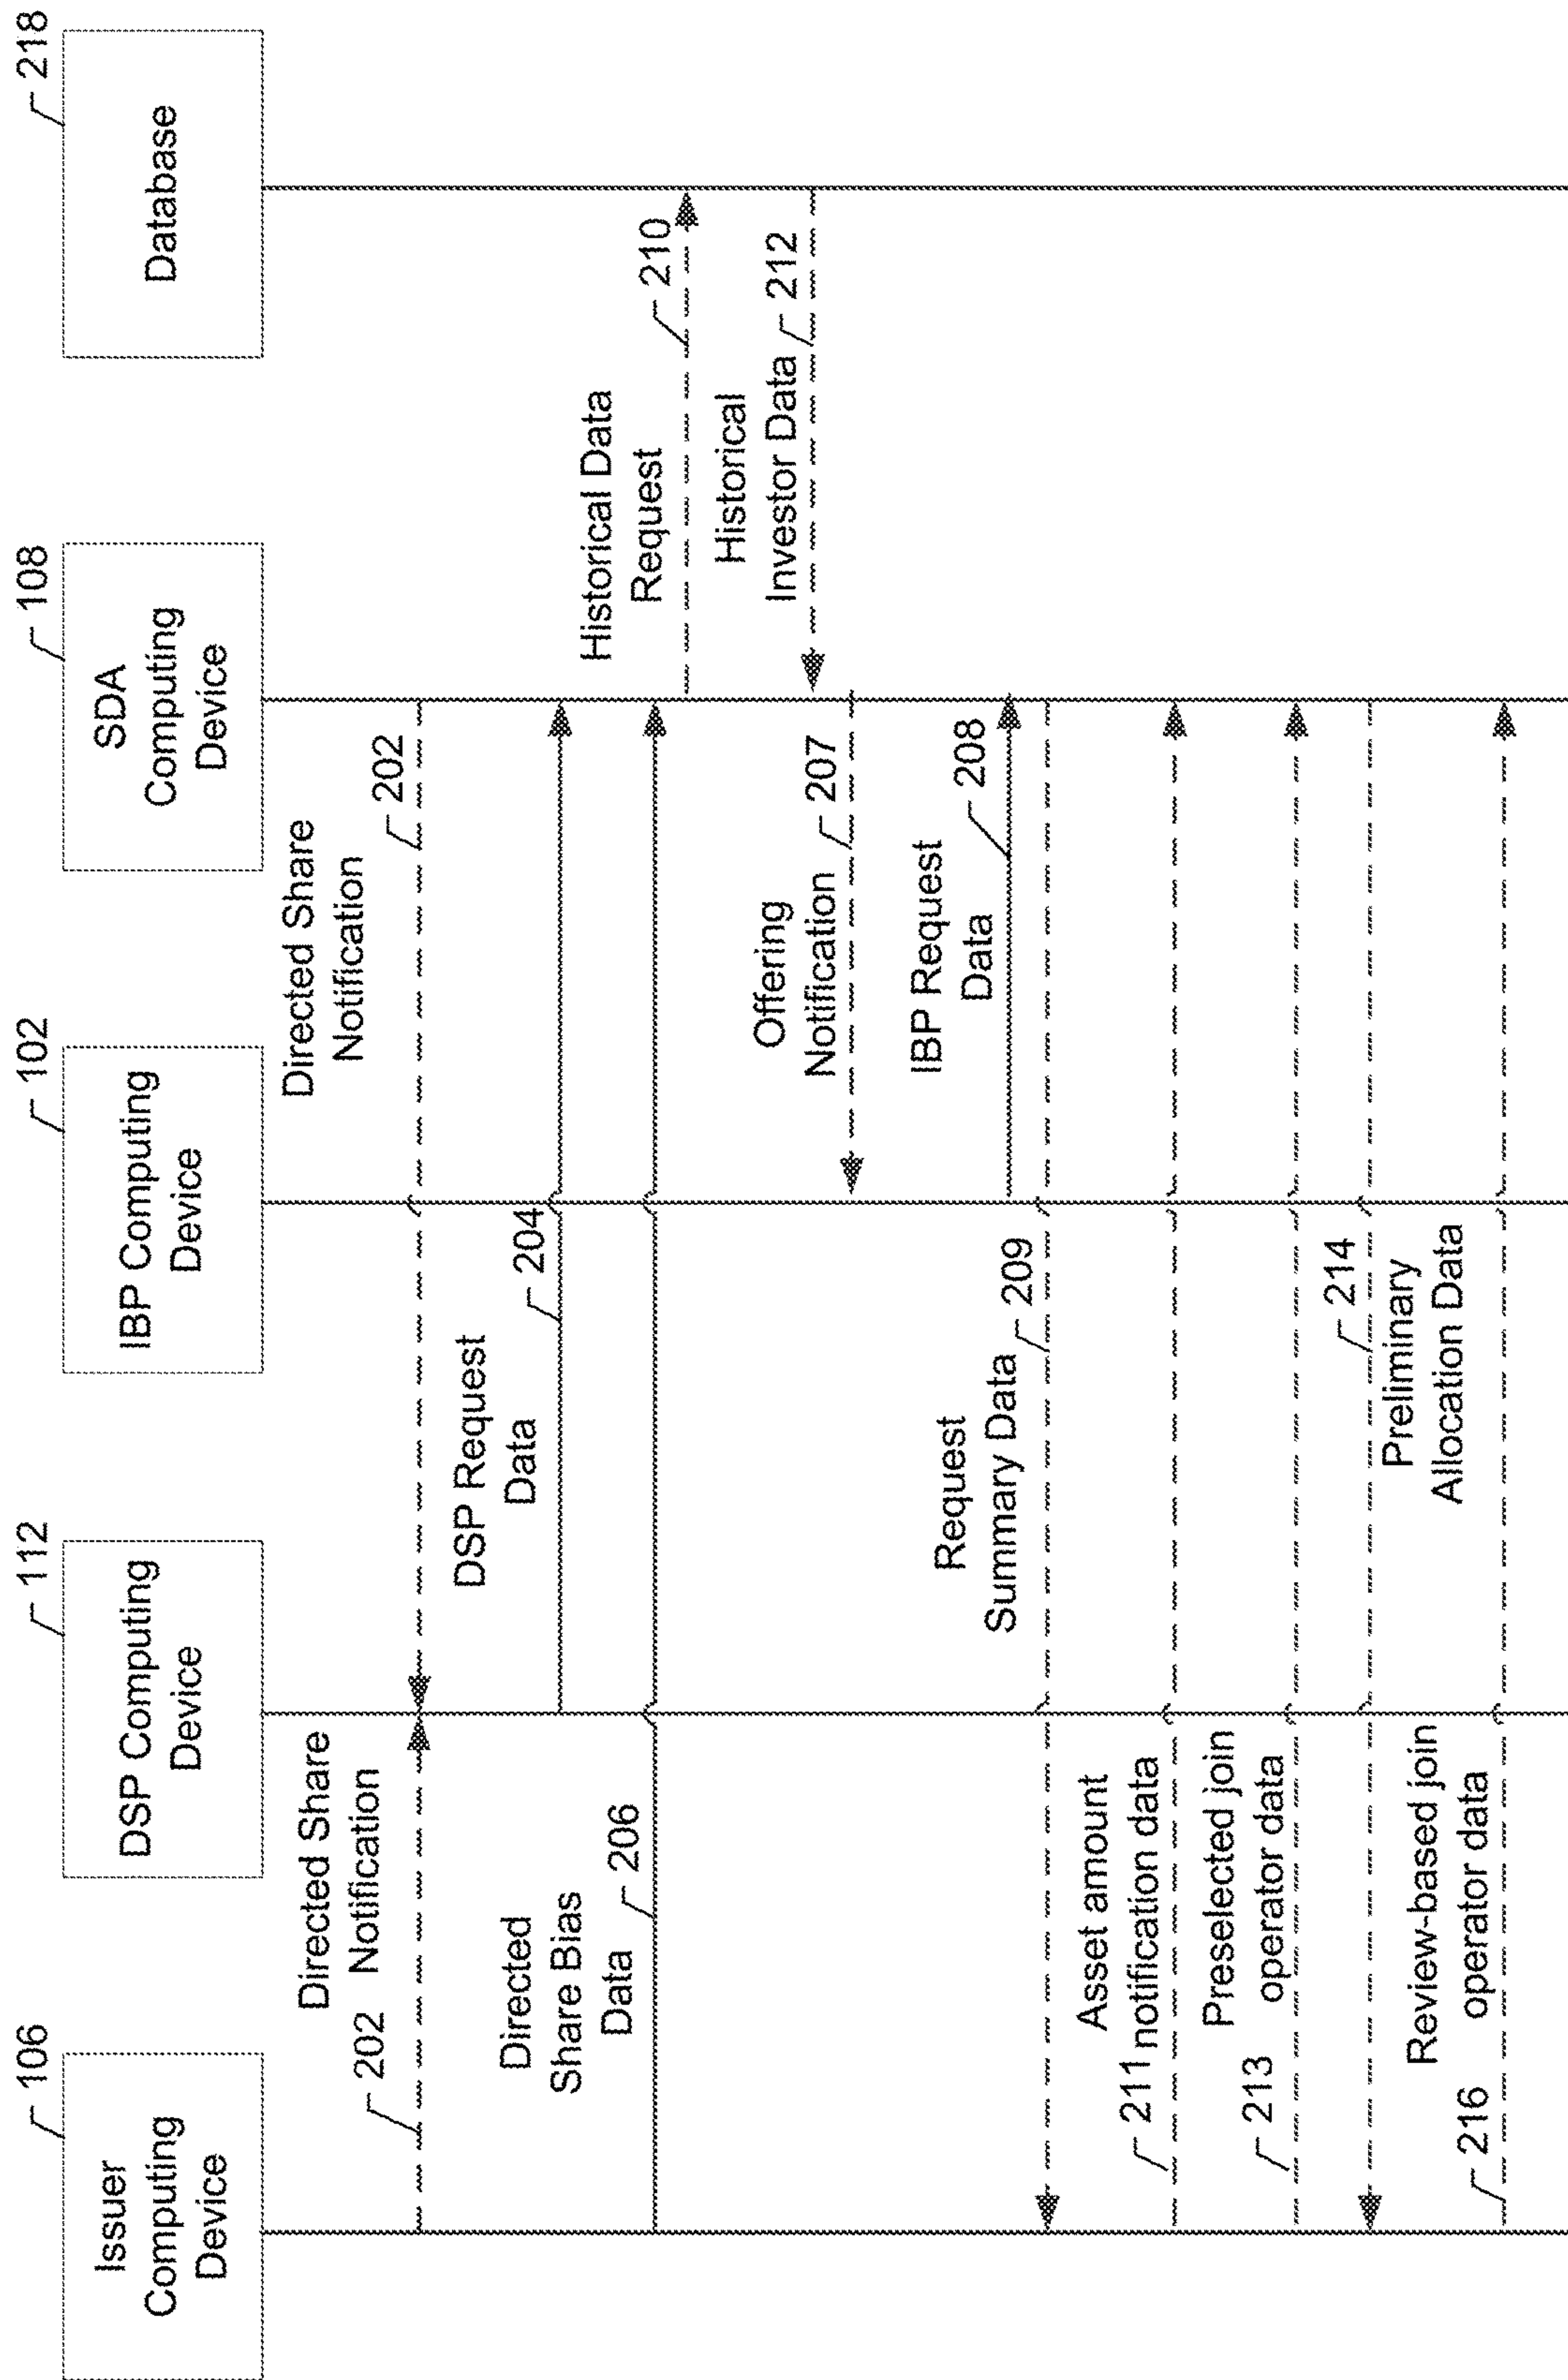 Issuer
Computing
Device
106
DSP Computing
Device
112
IBP Computing
Device
102
SDA
Computing
Device
108
Database
218
Directed Share
202 Notification
Directed Share
Notification
202
DSP Request
Data
204
Directed
Share Bias
Data
206
Historical Data
Request
210
Historical
Investor Data
212
Offering
Notification
207
IBP Request
Data
208
Request
Summary Data
209
Asset amount
211 notification data
Preselected join
213 operator data
214
Preliminary
Allocation Data
Review-based join
216 operator data